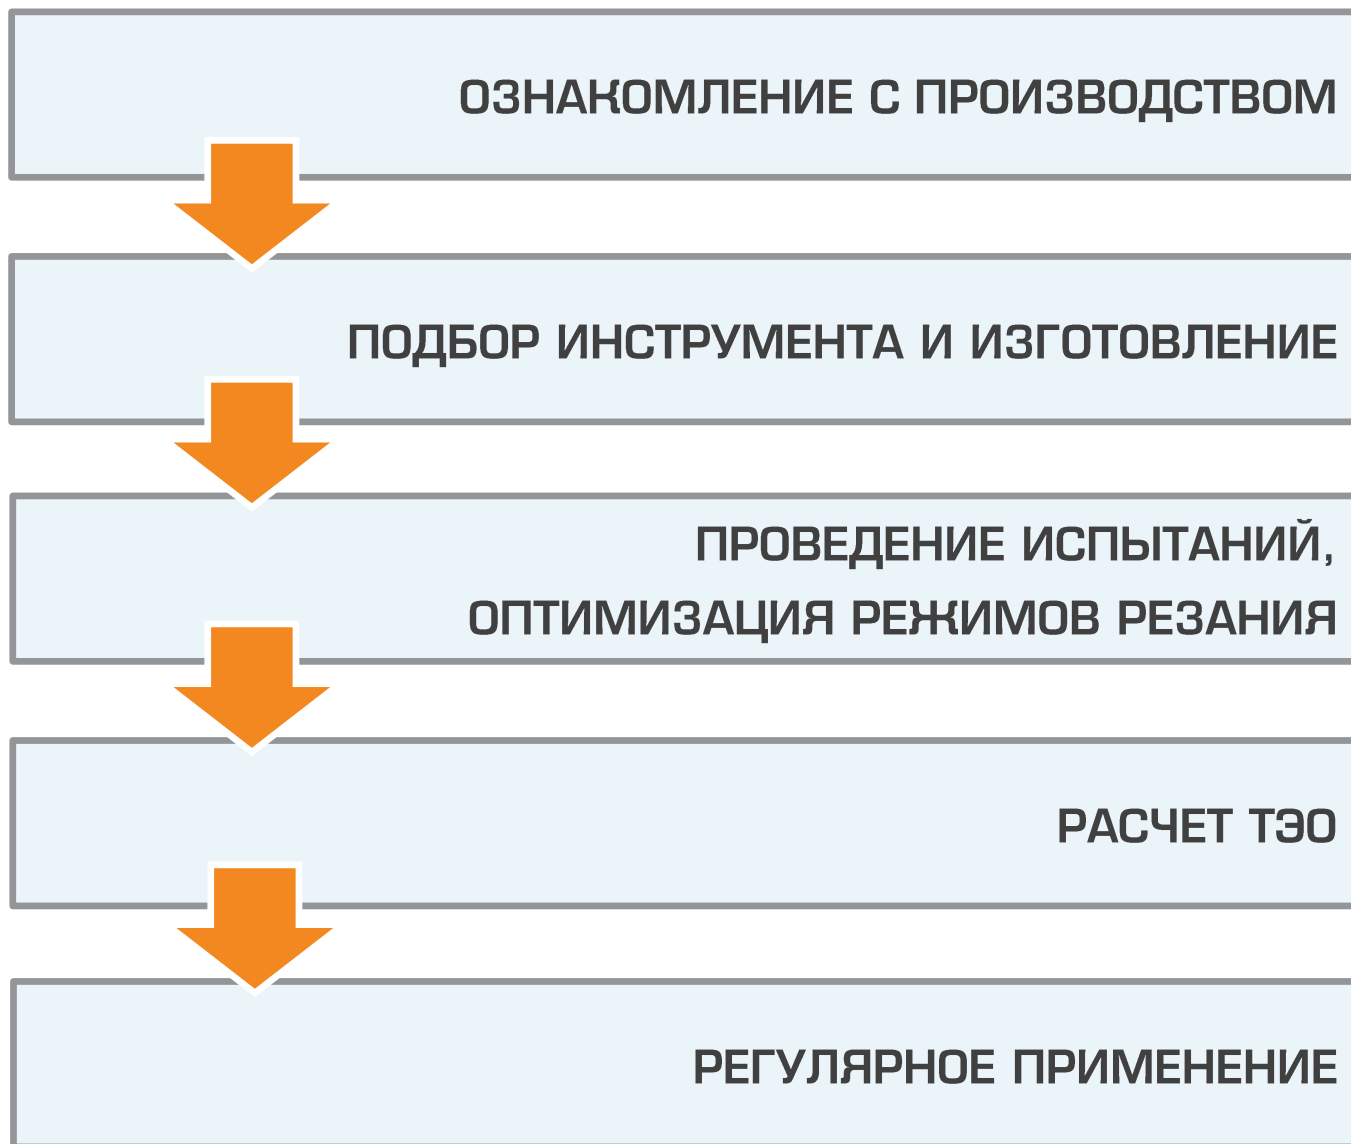 ОЗНАКОМЛЕНИЕ С ПРОИЗВОДСТВОМ
ПОДБОР ИНСТРУМЕНТА И ИЗГОТОВЛЕНИЕ
ПРОВЕДЕНИЕ ИСПЫТАНИЙ,
ОПТИМИЗАЦИЯ РЕЖИМОВ РЕЗАНИЯ
РАСЧЕТ ТЭО
РЕГУЛЯРНОЕ ПРИМЕНЕНИЕ